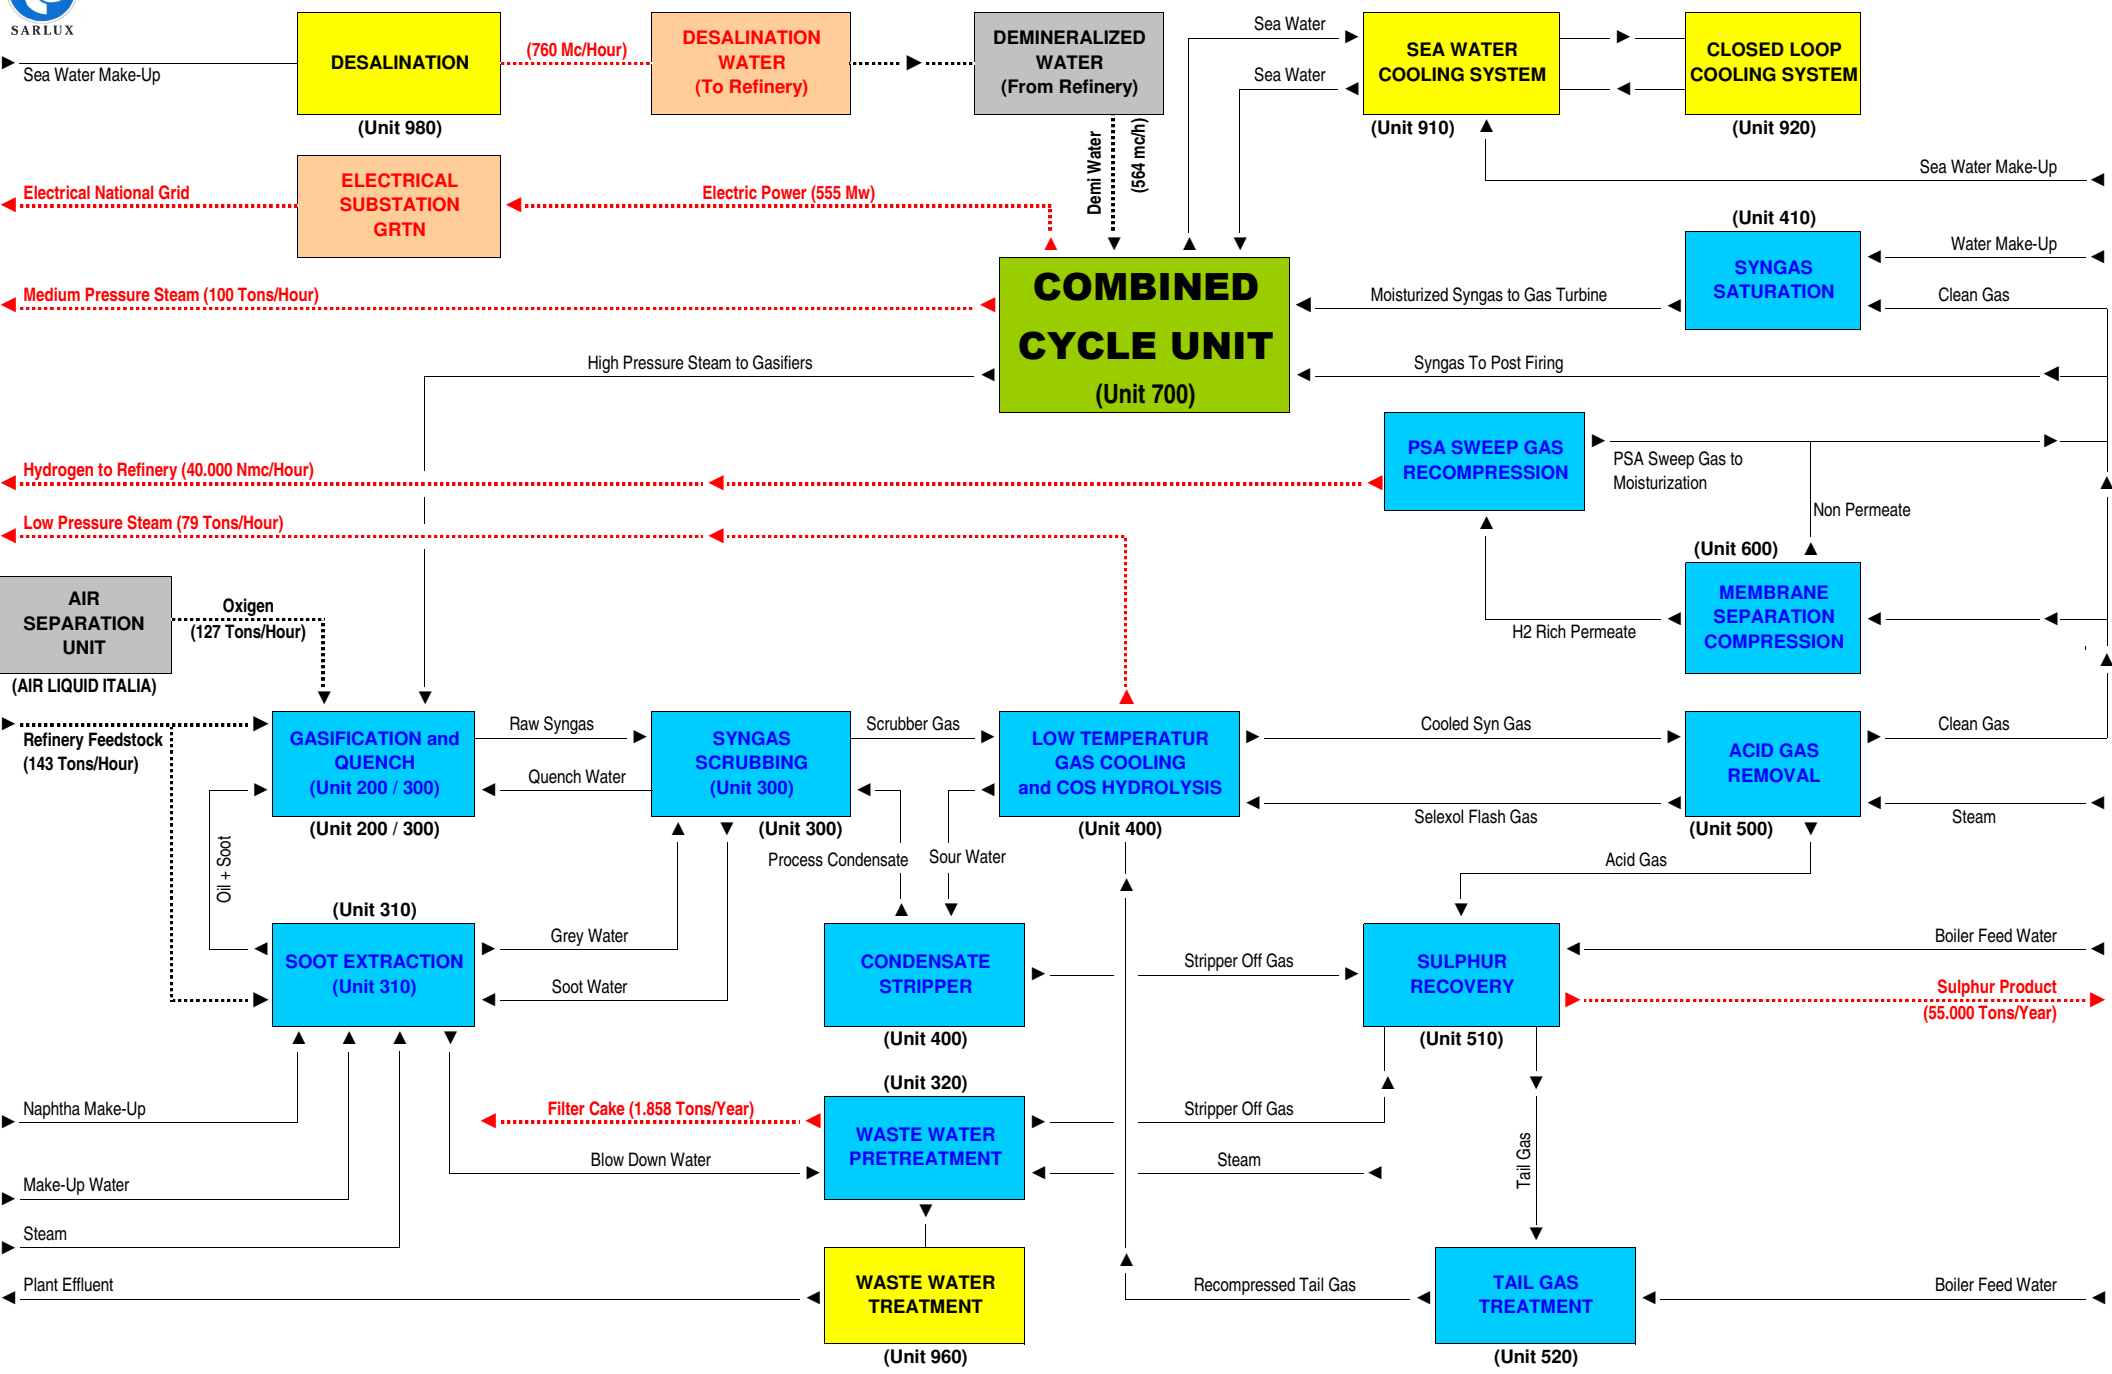 SARLUX
Sea Water Make-Up
DESALINATION
(Unit 980)
(760 Mc/Hour)
DESALINATION
WATER
(To Refinery)
DEMINERALIZED
WATER
(From Refinery)
Demi Water
(564 mc/h)
Sea Water
Sea Water
SEA WATER
COOLING SYSTEM
(Unit 910)
CLOSED LOOP
COOLING SYSTEM
(Unit 920)
Sea Water Make-Up
Electrical National Grid
ELECTRICAL
SUBSTATION
GRTN
Electric Power (555 Mw)
(Unit 410)
SYNGAS
SATURATION
Water Make-Up
Clean Gas
Medium Pressure Steam (100 Tons/Hour)
COMBINED
CYCLE UNIT
(Unit 700)
Moisturized Syngas to Gas Turbine
High Pressure Steam to Gasifiers
Syngas To Post Firing
PSA SWEEP GAS
RECOMPRESSION
PSA Sweep Gas to
Moisturization
Hydrogen to Refinery (40.000 Nmc/Hour)
Non Permeate
Low Pressure Steam (79 Tons/Hour)
(Unit 600)
MEMBRANE
SEPARATION
COMPRESSION
H2 Rich Permeate
AIR
SEPARATION
UNIT
(AIR LIQUID ITALIA)
Oxigen
(127 Tons/Hour)
Refinery Feedstock
(143 Tons/Hour)
GASIFICATION and
QUENCH
(Unit 200 / 300)
(Unit 200 / 300)
Raw Syngas
Quench Water
SYNGAS
SCRUBBING
(Unit 300)
(Unit 300)
Scrubber Gas
LOW TEMPERATUR
GAS COOLING
and COS HYDROLYSIS
(Unit 400)
Cooled Syn Gas
Selexol Flash Gas
ACID GAS
REMOVAL
(Unit 500)
Clean Gas
Steam
Oil + Soot
Process Condensate
Sour Water
Acid Gas
(Unit 310)
SOOT EXTRACTION
(Unit 310)
Grey Water
Soot Water
CONDENSATE
STRIPPER
(Unit 400)
Stripper Off Gas
SULPHUR
RECOVERY
(Unit 510)
Boiler Feed Water
Sulphur Product
(55.000 Tons/Year)
Naphtha Make-Up
Filter Cake (1.858 Tons/Year)
(Unit 320)
WASTE WATER
PRETREATMENT
Stripper Off Gas
Blow Down Water
Steam
Tail Gas
Make-Up Water
Steam
Plant Effluent
WASTE WATER
TREATMENT
(Unit 960)
Recompressed Tail Gas
TAIL GAS
TREATMENT
(Unit 520)
Boiler Feed Water